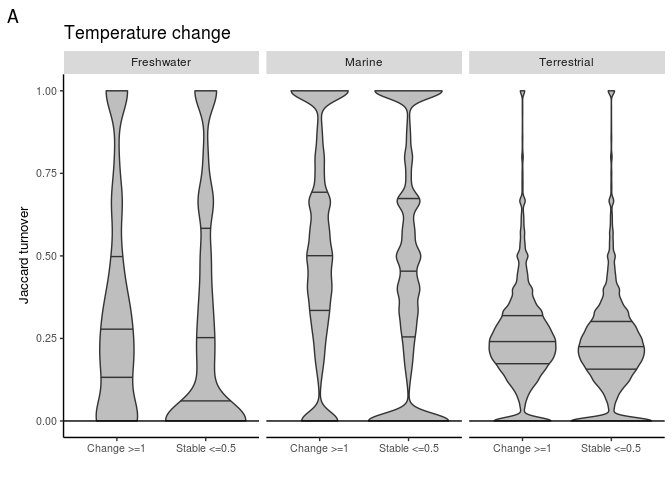 A
Temperature change
Freshwater
Marine
Terrestrial
Jaccard turnover
1.00
0.75
0.50
0.25
0.00
Change >=1
Stable <=0.5
Change >=1
Stable <=0.5
Change >=1
Stable <=0.5